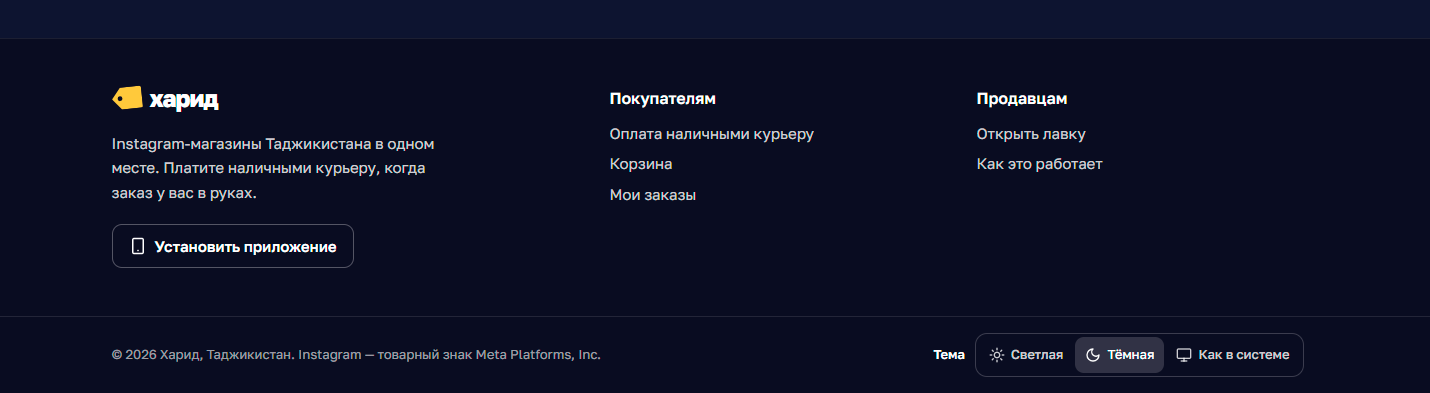 харид
Instagram-магазины Таджикистана в одном
месте. Платите наличными курьеру, когда
заказ у вас в руках.
Установить приложение
Покупателям
Оплата наличными курьеру
Корзина
Мои заказы
Продавцам
Открыть лавку
Как это работает
© 2026 Харид, Таджикистан. Instagram — товарный знак Meta Platforms, Inc.
Тема Светлая Тёмная Как в системе